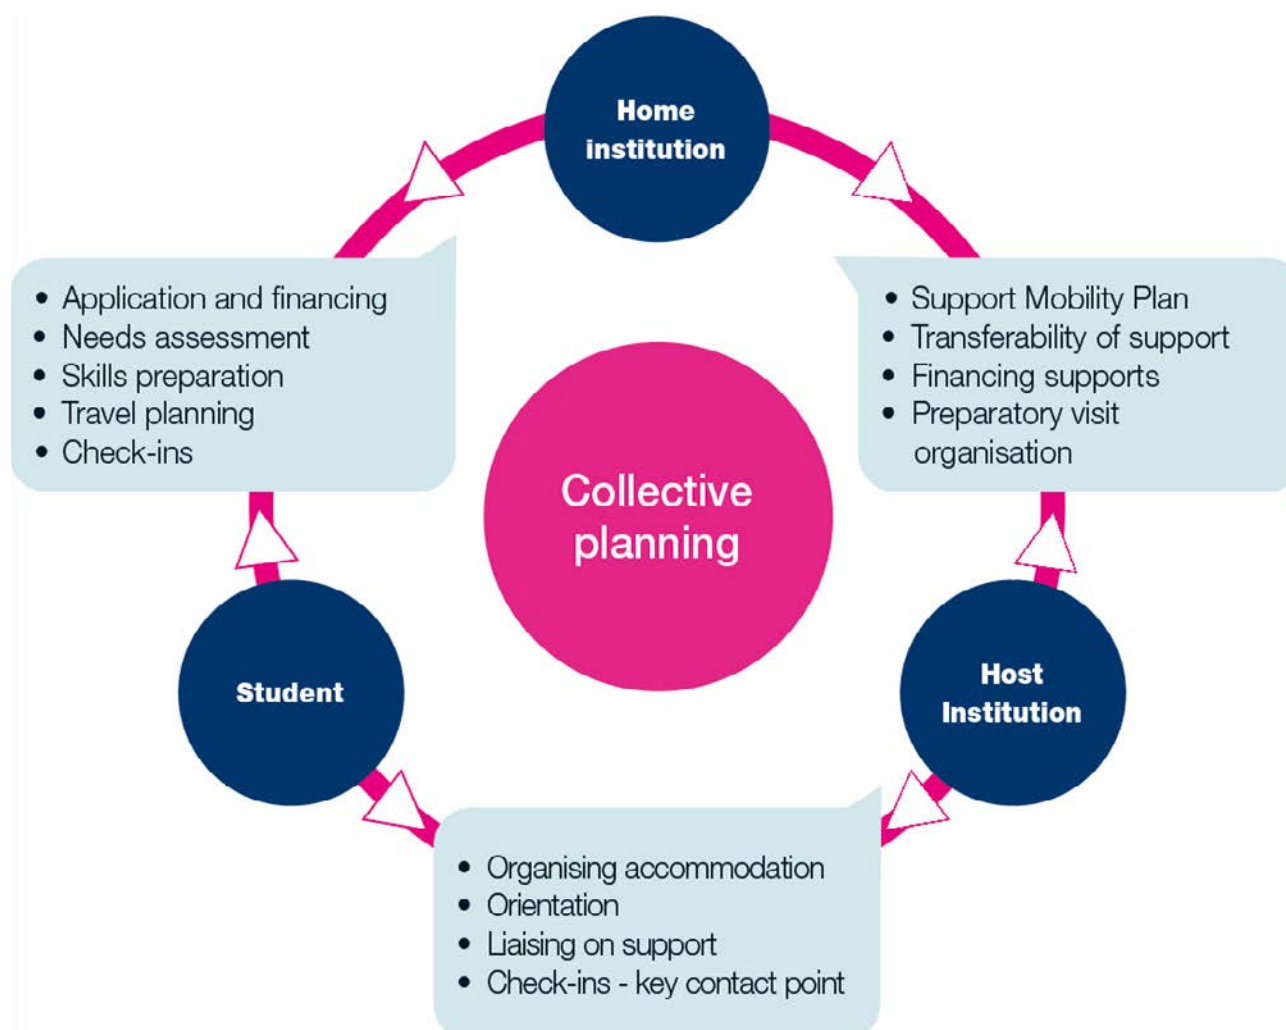 Home
institution
• Application and financing
• Needs assessment
• Skills preparation
• Travel planning
• Check-ins
• Support Mobility Plan
• Transferability of support
• Financing supports
• Preparatory visit
organisation
Collective
planning
Student
Host
Institution
• Organising accommodation
• Orientation
• Liaising on support
• Check-ins - key contact point